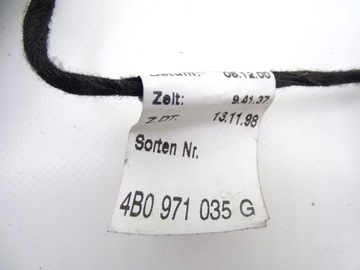 Datum: 06.12.00
Zeit: 9.41.37
Z.DT. 13.11.98
Sorten Nr.
4B0 971 035 G